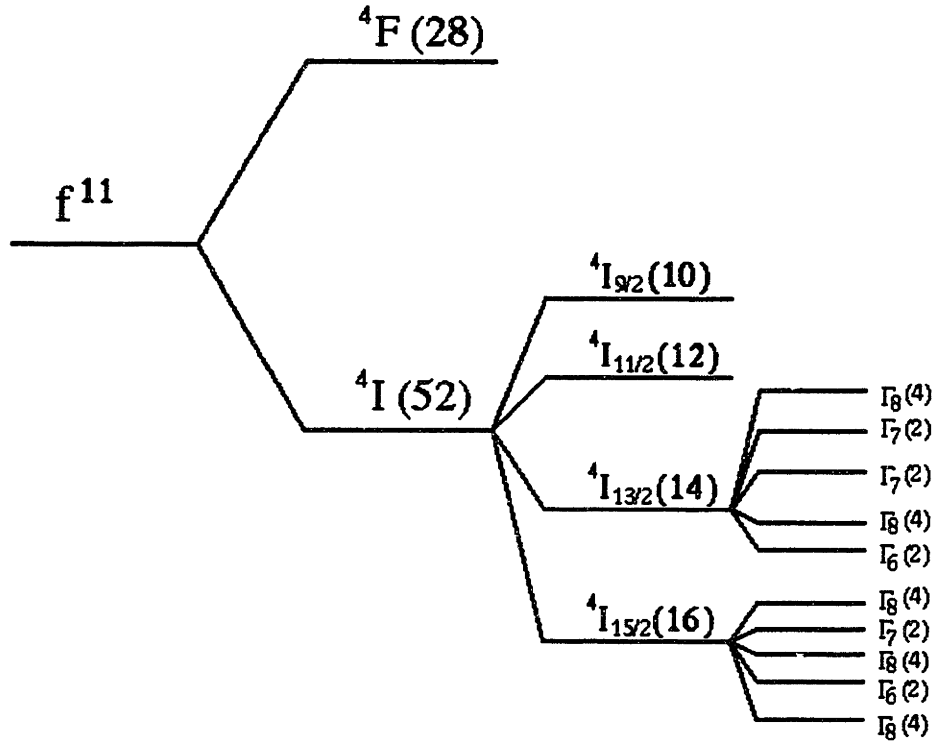 ⁴F (28)
f¹¹
⁴I₉/₂(10)
⁴I₁₁/₂(12)
⁴I (52)
Γ₈(4)
Γ₇(2)
⁴I₁₃/₂(14)
Γ₇(2)
Γ₈(4)
Γ₆(2)
⁴I₁₅/₂(16)
Γ₈(4)
Γ₇(2)
Γ₈(4)
Γ₆(2)
Γ₈(4)